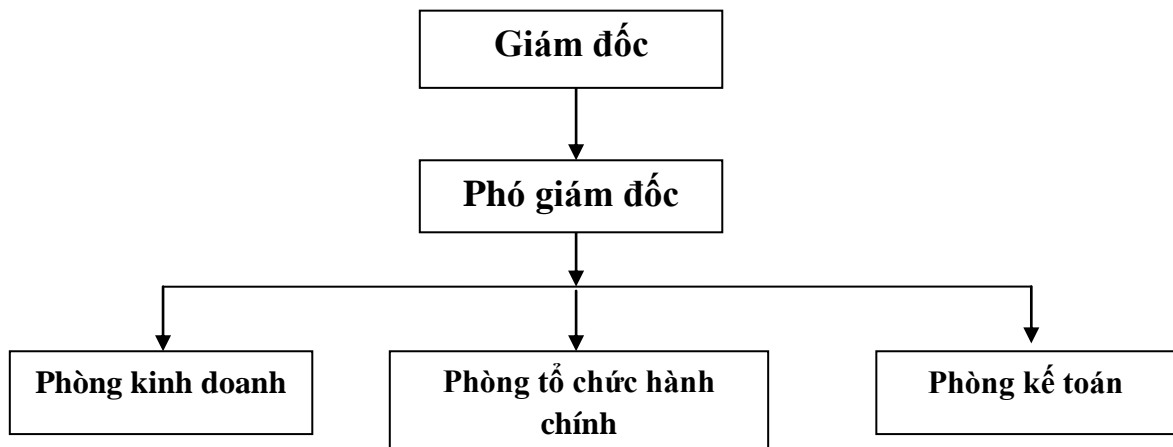 Giám đốc
Phó giám đốc
Phòng kinh doanh
Phòng tổ chức hành
chính
Phòng kế toán